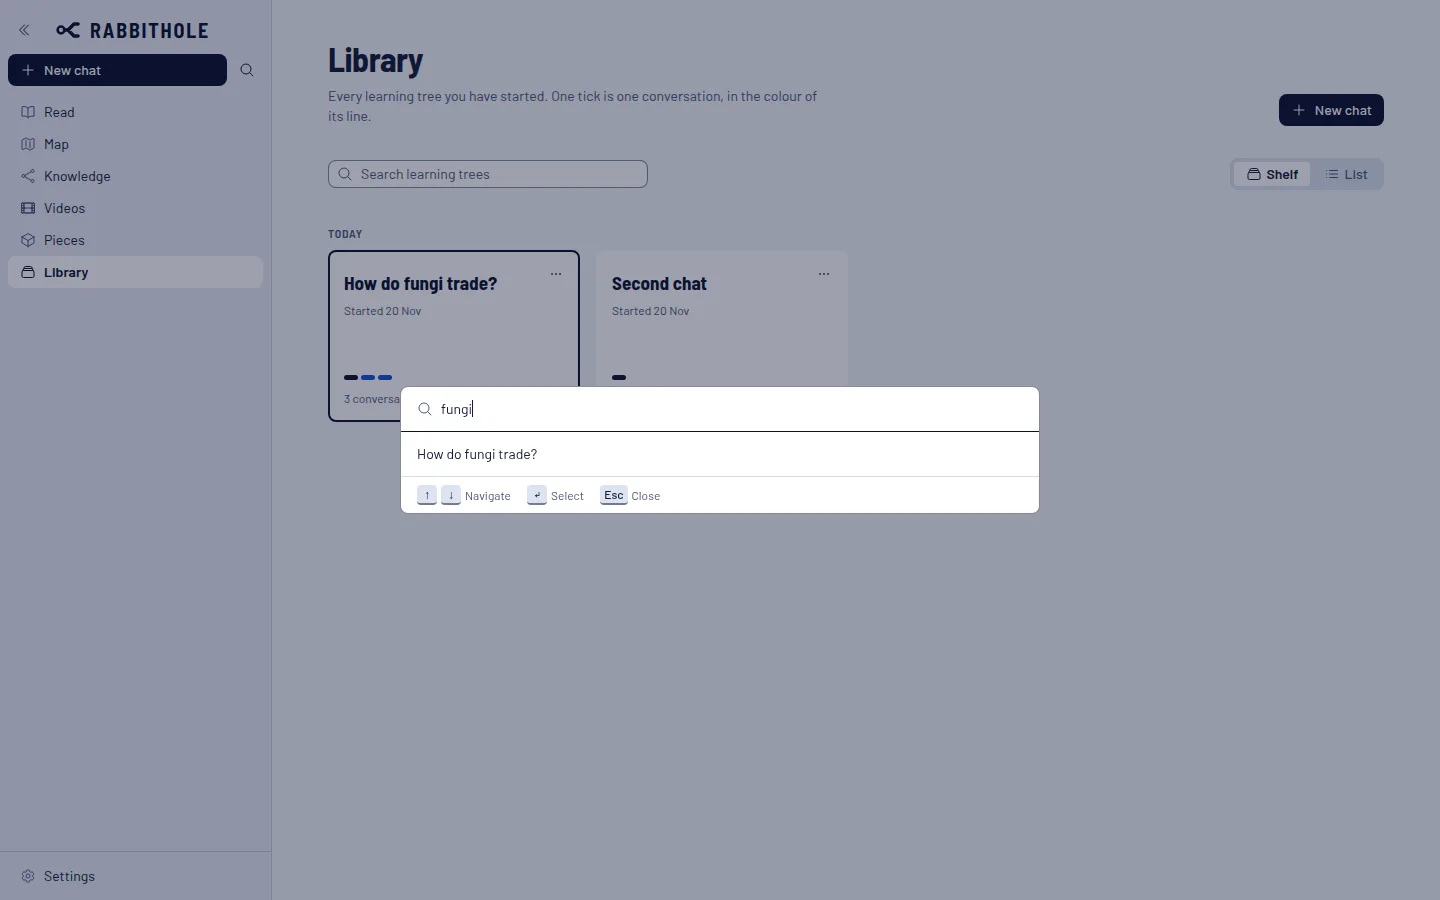 RABBITHOLE
New chat
Read
Map
Knowledge
Videos
Pieces
Library
Settings
Library
Every learning tree you have started. One tick is one conversation, in the colour of
its line.
New chat
Search learning trees
Shelf
List
TODAY
How do fungi trade?
...
Started 20 Nov
3 conversa
Second chat
...
Started 20 Nov
fungi
How do fungi trade?
↑ ↓ Navigate ↵ Select Esc Close